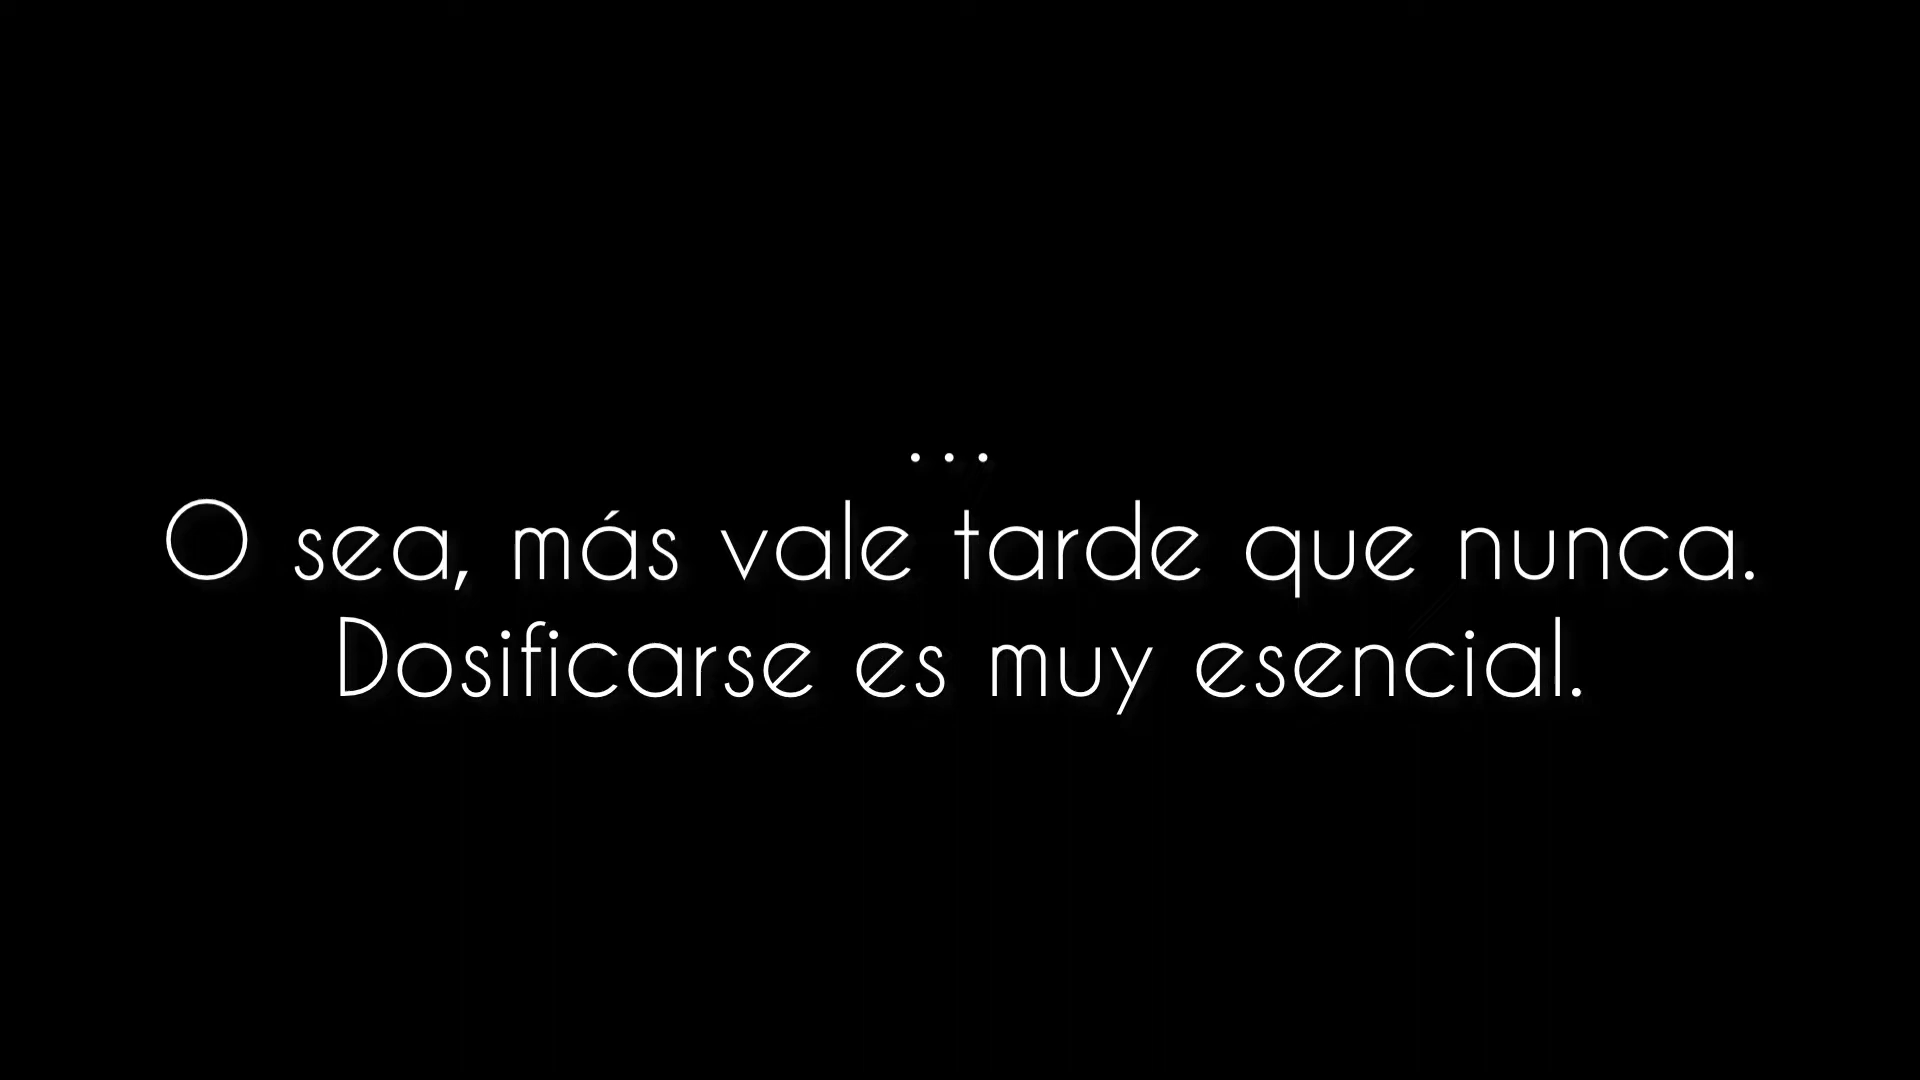 ...
O sea, más vale tarde que nunca.
Dosificarse es muy esencial.